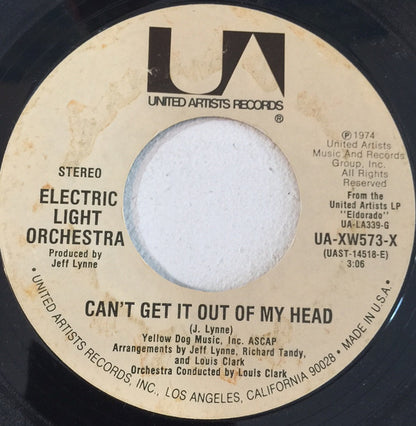 UA
UNITED ARTISTS RECORDS
®
STEREO
ELECTRIC
LIGHT
ORCHESTRA
Produced by
Jeff Lynne
℗1974
United Artists
Music And Records
Group, Inc.
All Rights
Reserved
From the
United Artists LP
"Eldorado"
UA-LA339-G
UA-XW573-X
(UAST-14518-E)
3:06
CAN'T GET IT OUT OF MY HEAD
(J. Lynne)
Yellow Dog Music, Inc. ASCAP
Arrangements by Jeff Lynne, Richard Tandy,
and Louis Clark
Orchestra Conducted by Louis Clark
• UNITED ARTISTS RECORDS, INC., LOS ANGELES, CALIFORNIA 90028 • MADE IN U.S.A. •